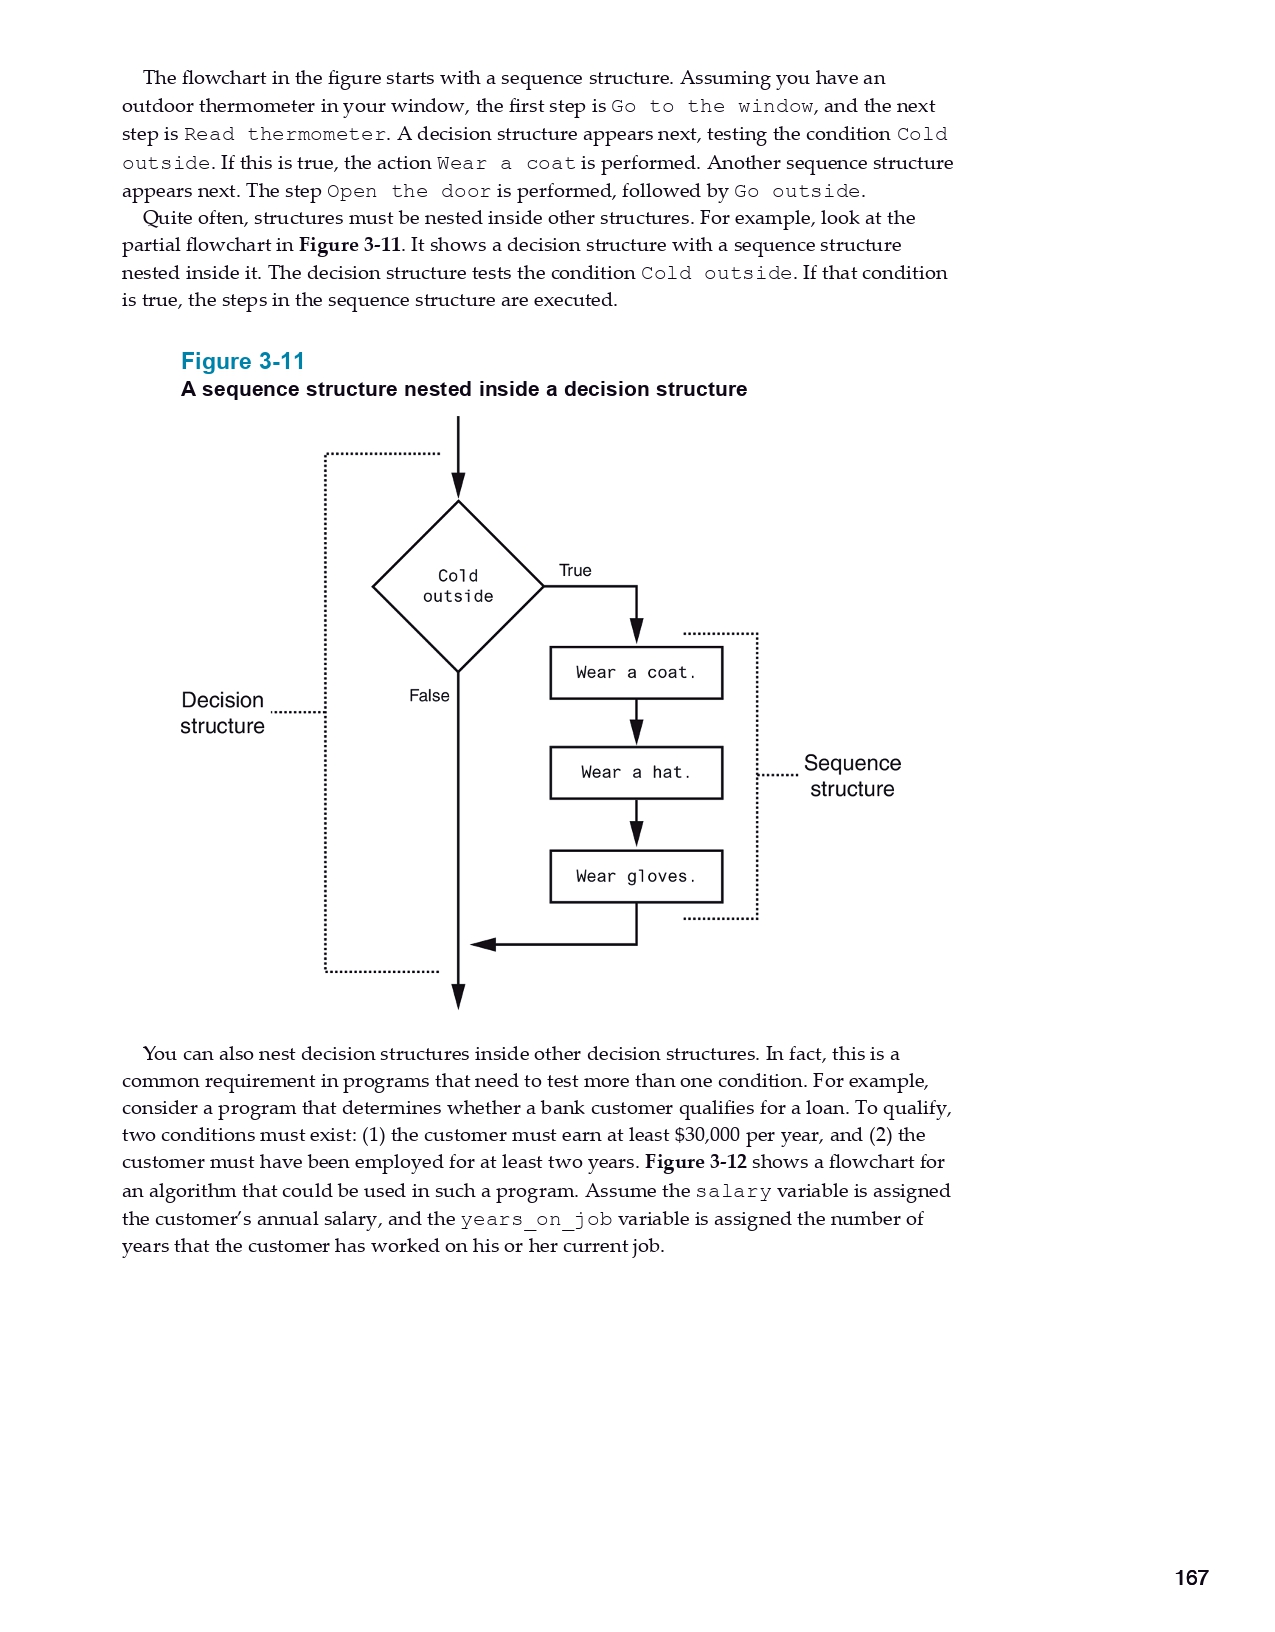 The flowchart in the figure starts with a sequence structure. Assuming you have an
outdoor thermometer in your window, the first step is Go to the window, and the next
step is Read thermometer. A decision structure appears next, testing the condition Cold
outside. If this is true, the action Wear a coat is performed. Another sequence structure
appears next. The step Open the door is performed, followed by Go outside.
Quite often, structures must be nested inside other structures. For example, look at the
partial flowchart in Figure 3-11. It shows a decision structure with a sequence structure
nested inside it. The decision structure tests the condition Cold outside. If that condition
is true, the steps in the sequence structure are executed.
Figure 3-11
A sequence structure nested inside a decision structure
Cold
outside
True
Wear a coat.
False
Decision
structure
Wear a hat.
Sequence
structure
Wear gloves.
You can also nest decision structures inside other decision structures. In fact, this is a
common requirement in programs that need to test more than one condition. For example,
consider a program that determines whether a bank customer qualifies for a loan. To qualify,
two conditions must exist: (1) the customer must earn at least $30,000 per year, and (2) the
customer must have been employed for at least two years. Figure 3-12 shows a flowchart for
an algorithm that could be used in such a program. Assume the salary variable is assigned
the customer’s annual salary, and the years_on_job variable is assigned the number of
years that the customer has worked on his or her current job.
167